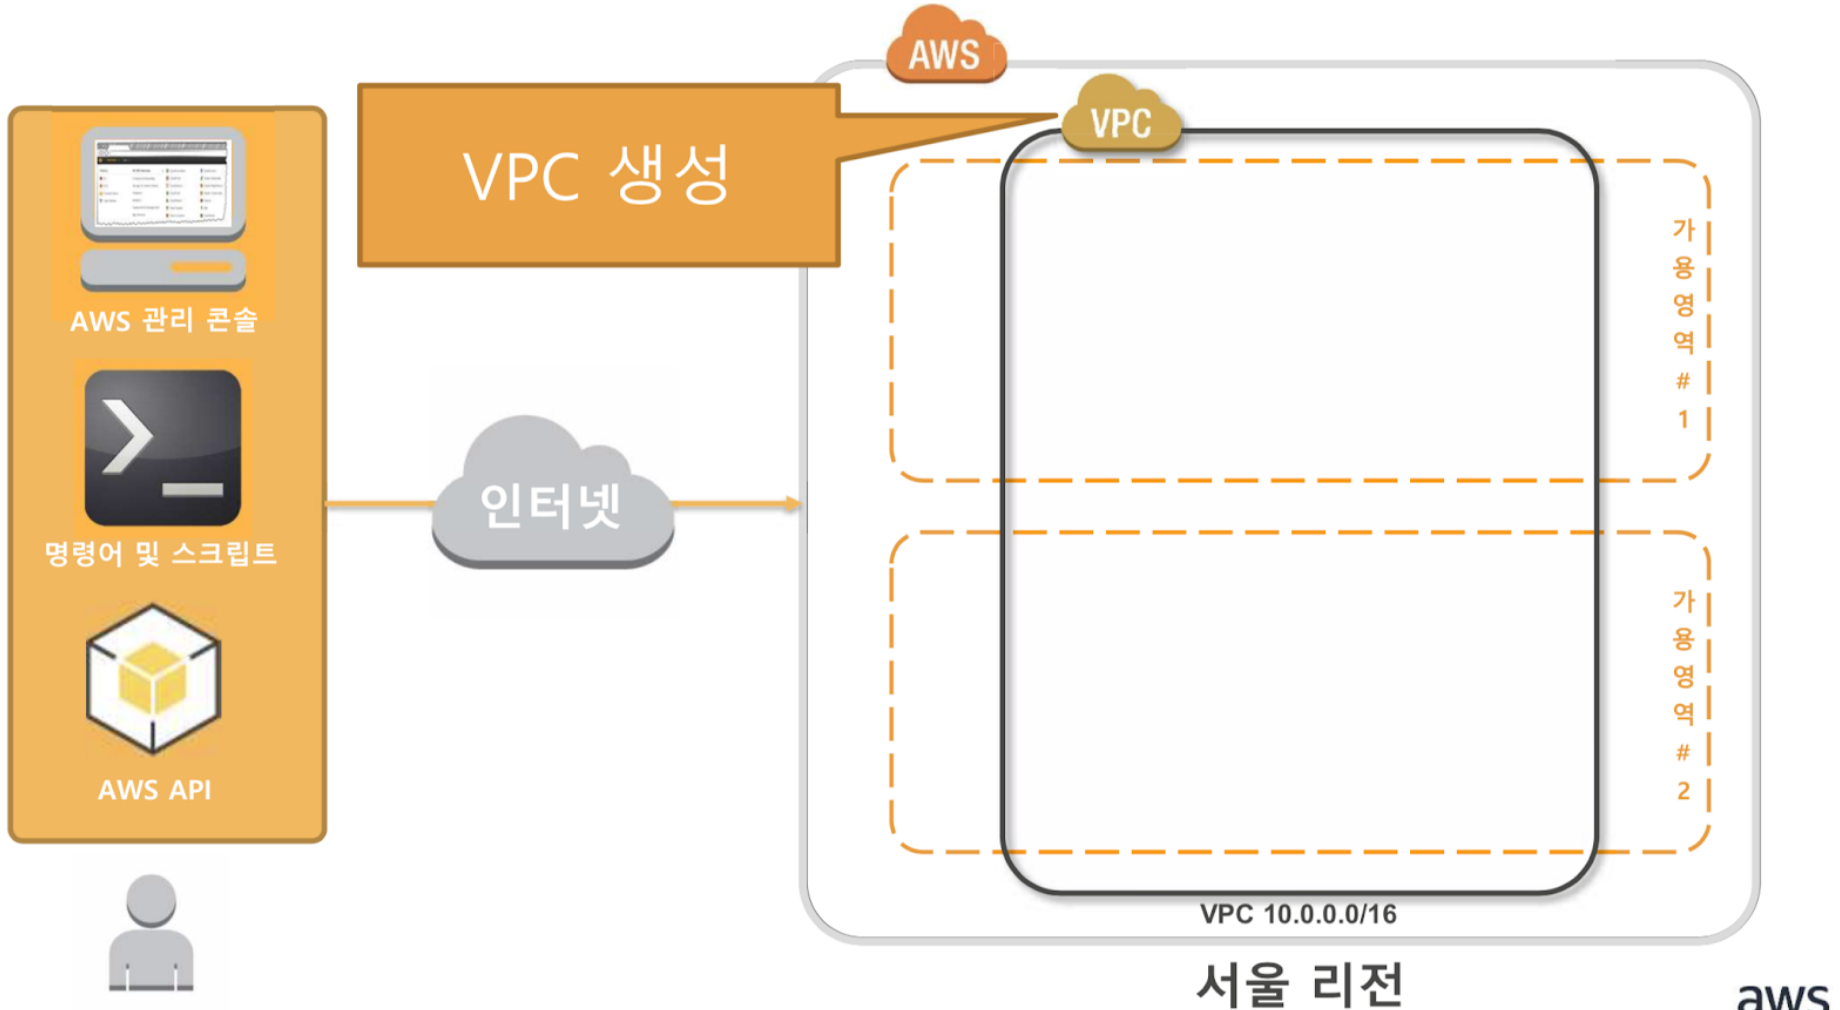 AWS
VPC
VPC 생성
AWS 관리 콘솔
명령어 및 스크립트
AWS API
인터넷
가용영역#1
가용영역#2
VPC 10.0.0.0/16
서울 리전
aws